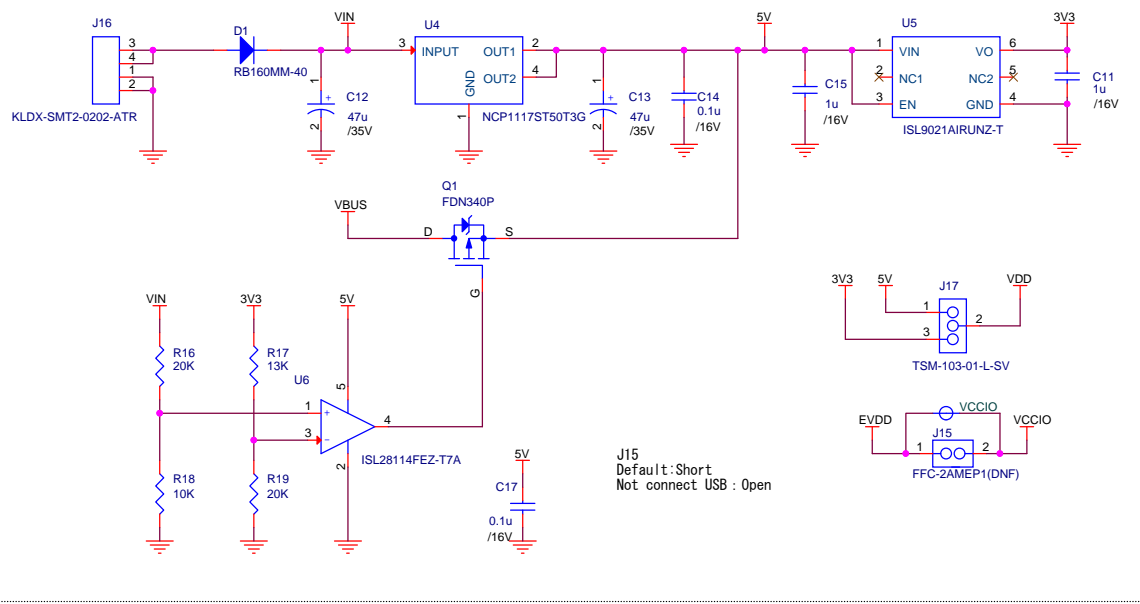 J16
3
4
1
2
KLDX-SMT2-0202-ATR
D1
RB160MM-40
VIN
1
+
2
C12
47u
/35V
U4
3
INPUT
OUT1
2
OUT2
4
GND
1
NCP1117ST50T3G
1
+
2
C13
47u
/35V
C14
0.1u
/16V
5V
C15
1u
/16V
U5
1
VIN
VO
6
2
NC1
NC2
5
3
EN
GND
4
ISL9021AIRUNZ-T
3V3
C11
1u
/16V
Q1
FDN340P
VBUS
D
S
G
VIN
3V3
5V
R16
20K
R17
13K
U6
5
1
+
3
-
4
2
ISL28114FEZ-T7A
R18
10K
R19
20K
5V
C17
0.1u
/16V
J15
Default:Short
Not connect USB : Open
3V3
5V
J17
VDD
1
2
3
TSM-103-01-L-SV
VCCIO
EVDD
VCCIO
J15
1
2
FFC-2AMEP1(DNF)